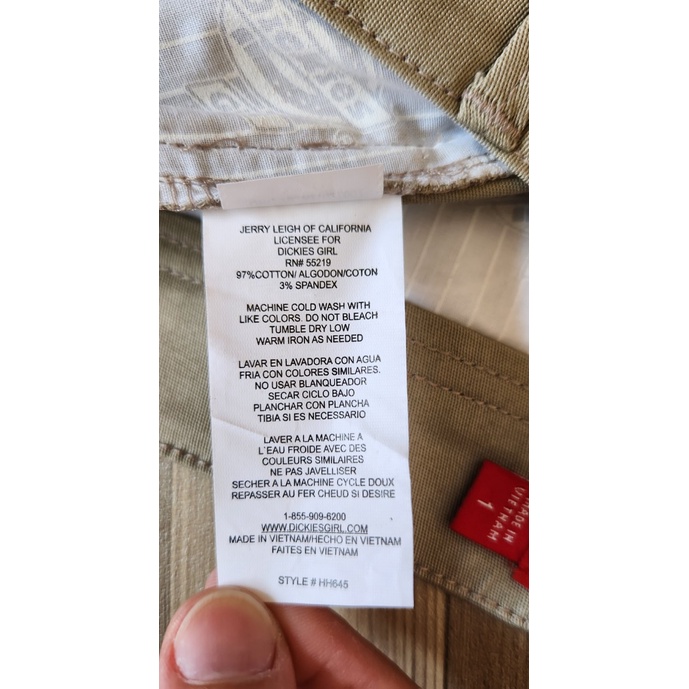 Dickies
JERRY LEIGH OF CALIFORNIA
LICENSEE FOR
DICKIES GIRL
RN# 55219
97%COTTON/ ALGODON/COTON
3% SPANDEX
MACHINE COLD WASH WITH
LIKE COLORS. DO NOT BLEACH
TUMBLE DRY LOW
WARM IRON AS NEEDED
LAVAR EN LAVADORA CON AGUA
FRIA CON COLORES SIMILARES.
NO USAR BLANQUEADOR
SECAR CICLO BAJO
PLANCHAR CON PLANCHA
TIBIA SI ES NECESSARIO
LAVER A LA MACHINE A
L`EAU FROIDE AVEC DES
COULEURS SIMILAIRES
NE PAS JAVELLISER
SECHER A LA MACHINE CYCLE DOUX
REPASSER AU FER CHEUD SI DESIRE
1-855-909-6200
WWW.DICKIESGIRL.COM
MADE IN VIETNAM/HECHO EN VIETNAM
FAITES EN VIETNAM
STYLE # HH645
1
MADE IN
VIETNAM